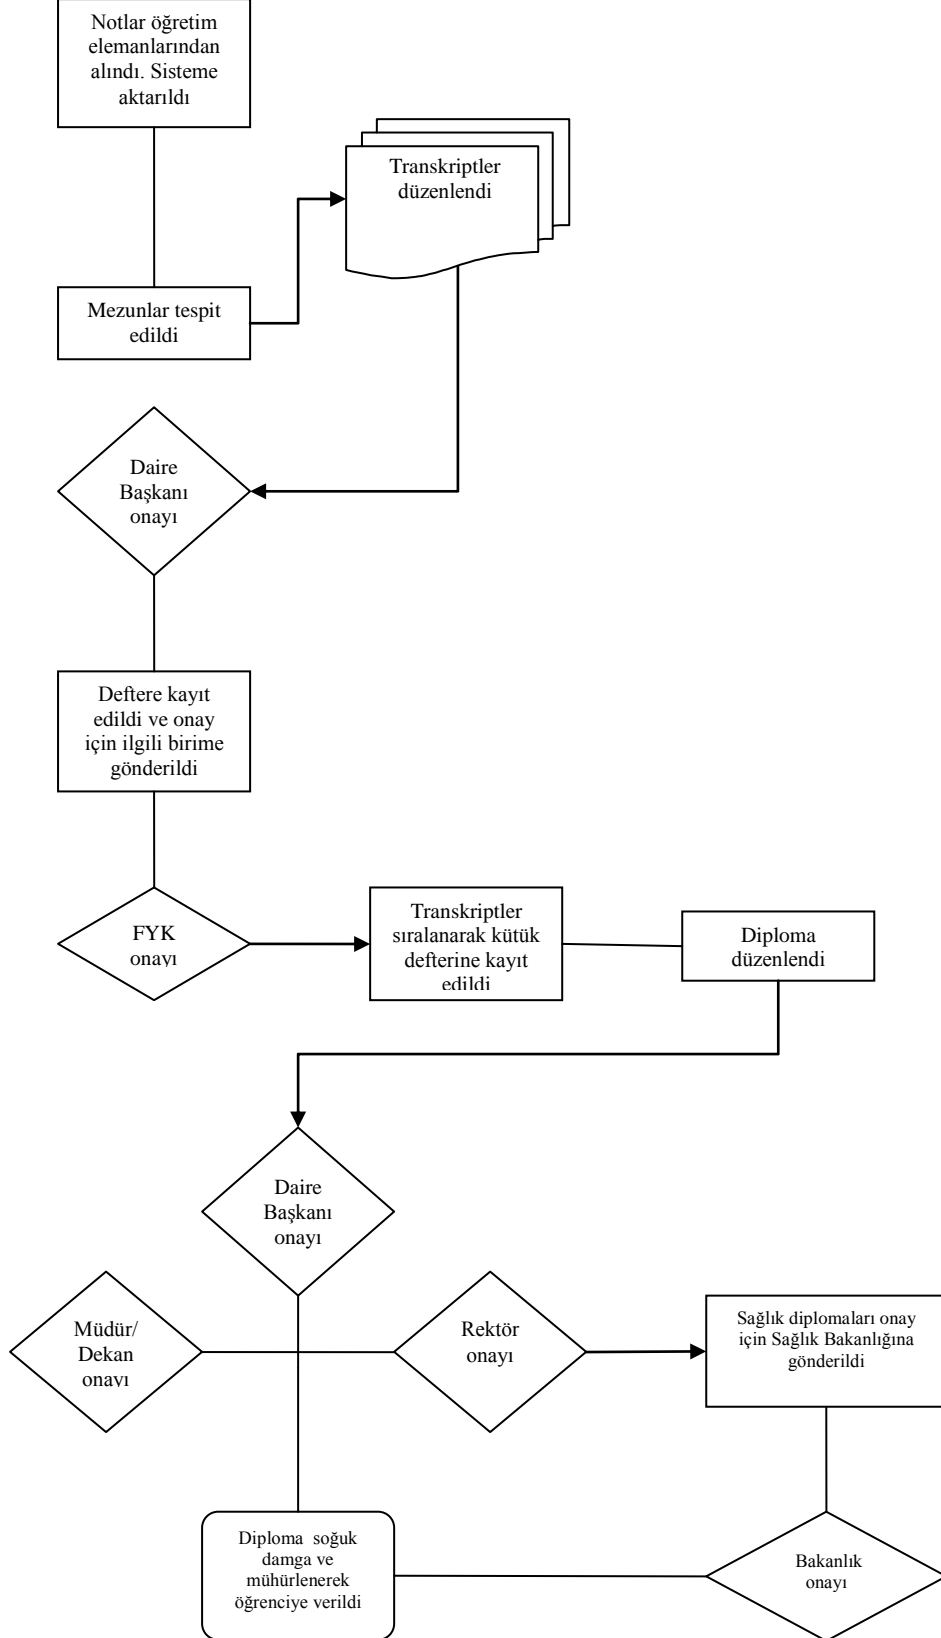 Notlar öğretim
elemanlarından
alındı. Sisteme
aktarıldı
Transkriptler
düzenlendi
Mezunlar tespit
edildi
Daire
Başkanı
onayı
Deftere kayıt
edildi ve onay
için ilgili birime
gönderildi
FYK
onayı
Transkriptler
sıralanarak kütük
defterine kayıt
edildi
Diploma
düzenlendi
Daire
Başkanı
onayı
Müdür/
Dekan
onayı
Rektör
onayı
Sağlık diplomaları onay
için Sağlık Bakanlığına
gönderildi
Diploma  soğuk
damga ve
mühürlenerek
öğrenciye verildi
Bakanlık
onayı